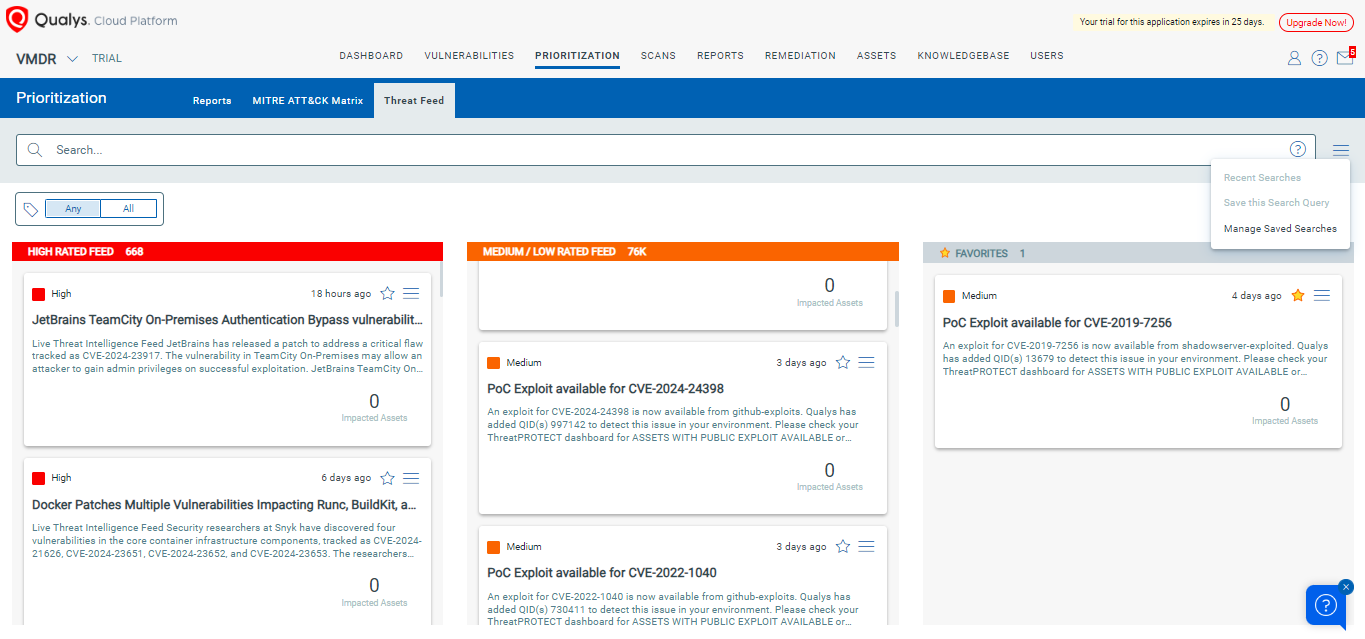 Qualys. Cloud Platform
Your trial for this application expires in 25 days.
Upgrade Now!
VMDR
TRIAL
DASHBOARD
VULNERABILITIES
PRIORITIZATION
SCANS
REPORTS
REMEDIATION
ASSETS
KNOWLEDGEBASE
USERS
?
5
Prioritization
Reports
MITRE ATT&CK Matrix
Threat Feed
Search...
?
Recent Searches
Save this Search Query
Manage Saved Searches
Any
All
HIGH RATED FEED 668
High
18 hours ago
JetBrains TeamCity On-Premises Authentication Bypass vulnerabilit...
Live Threat Intelligence Feed JetBrains has released a patch to address a critical flaw
tracked as CVE-2024-23917. The vulnerability in TeamCity On-Premises may allow an
attacker to gain admin privileges on successful exploitation. JetBrains TeamCity On...
0
Impacted Assets
High
6 days ago
Docker Patches Multiple Vulnerabilities Impacting Runc, BuildKit, a...
Live Threat Intelligence Feed Security researchers at Snyk have discovered four
vulnerabilities in the core container infrastructure components, tracked as CVE-2024-
21626, CVE-2024-23651, CVE-2024-23652, and CVE-2024-23653. The researchers...
0
Impacted Assets
MEDIUM / LOW RATED FEED 76K
0
Impacted Assets
Medium
3 days ago
PoC Exploit available for CVE-2024-24398
An exploit for CVE-2024-24398 is now available from github-exploits. Qualys has
added QID(s) 997142 to detect this issue in your environment. Please check your
ThreatPROTECT dashboard for ASSETS WITH PUBLIC EXPLOIT AVAILABLE or...
0
Impacted Assets
Medium
3 days ago
PoC Exploit available for CVE-2022-1040
An exploit for CVE-2022-1040 is now available from github-exploits. Qualys has
added QID(s) 730411 to detect this issue in your environment. Please check your
ThreatPROTECT dashboard for ASSETS WITH PUBLIC EXPLOIT AVAILABLE or...
FAVORITES 1
Medium
4 days ago
PoC Exploit available for CVE-2019-7256
An exploit for CVE-2019-7256 is now available from shadowserver-exploited. Qualys
has added QID(s) 13679 to detect this issue in your environment. Please check your
ThreatPROTECT dashboard for ASSETS WITH PUBLIC EXPLOIT AVAILABLE or...
0
Impacted Assets
?